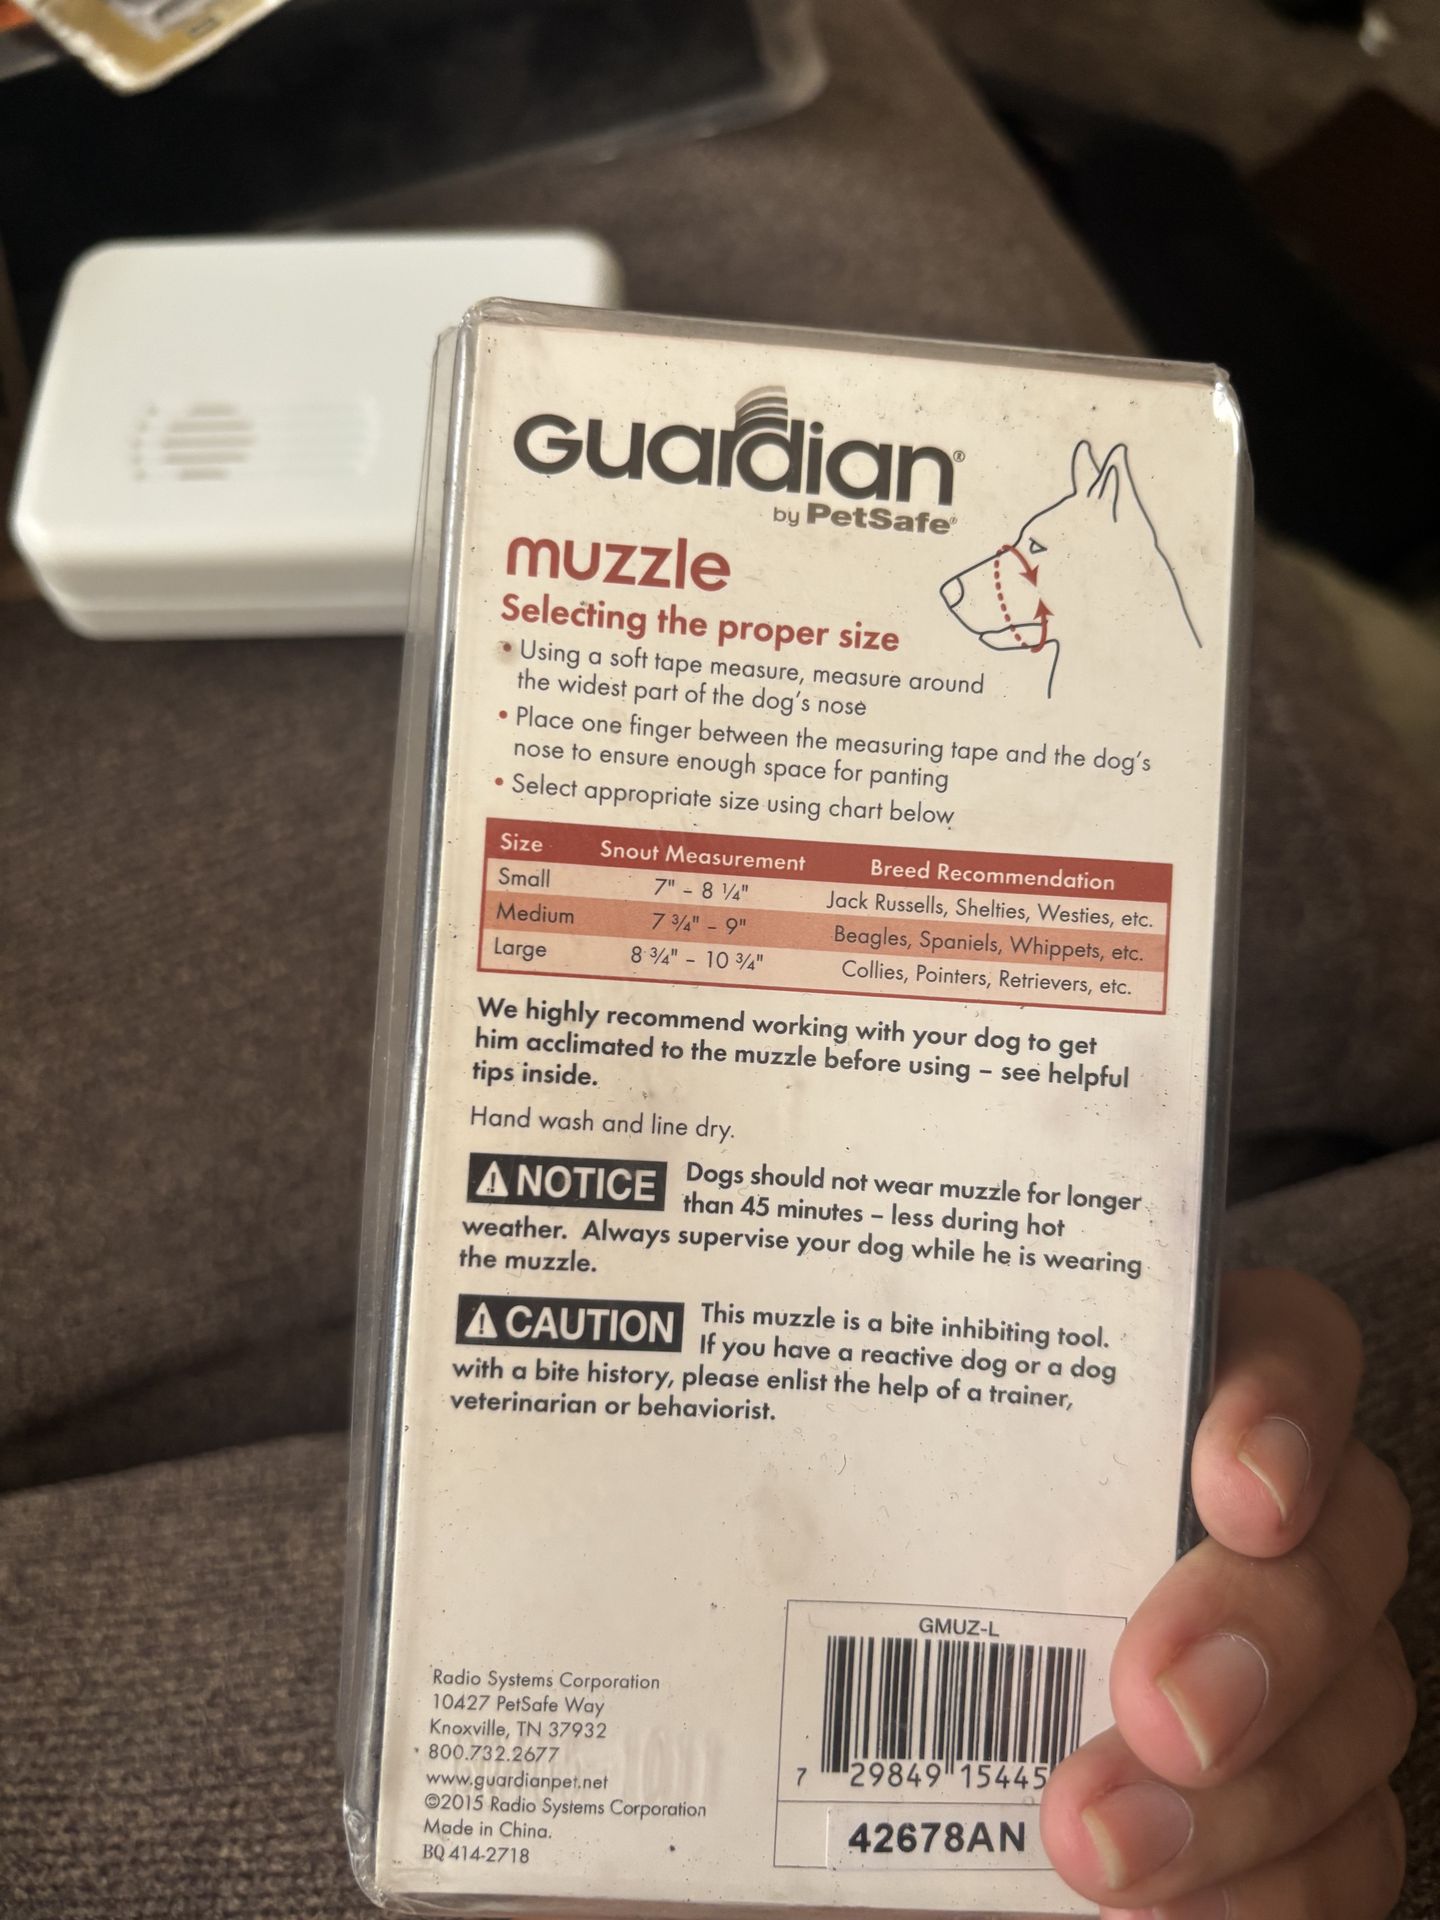 GUardian®
by PetSafe®
muzzle
Selecting the proper size
• Using a soft tape measure, measure around
the widest part of the dog's nose
• Place one finger between the measuring tape and the dog's
nose to ensure enough space for panting
• Select appropriate size using chart below
Size Snout Measurement Breed Recommendation
Small 7" – 8 ¼" Jack Russells, Shelties, Westies, etc.
Medium 7 ¾" – 9" Beagles, Spaniels, Whippets, etc.
Large 8 ¾" – 10 ¾" Collies, Pointers, Retrievers, etc.
We highly recommend working with your dog to get
him acclimated to the muzzle before using – see helpful
tips inside.
Hand wash and line dry.
⚠ NOTICE Dogs should not wear muzzle for longer
than 45 minutes – less during hot
weather. Always supervise your dog while he is wearing
the muzzle.
⚠ CAUTION This muzzle is a bite inhibiting tool.
If you have a reactive dog or a dog
with a bite history, please enlist the help of a trainer,
veterinarian or behaviorist.
Radio Systems Corporation
10427 PetSafe Way
Knoxville, TN 37932
800.732.2677
www.guardianpet.net
©2015 Radio Systems Corporation
Made in China.
BQ 414-2718
GMUZ-L
7 29849 15445
42678AN